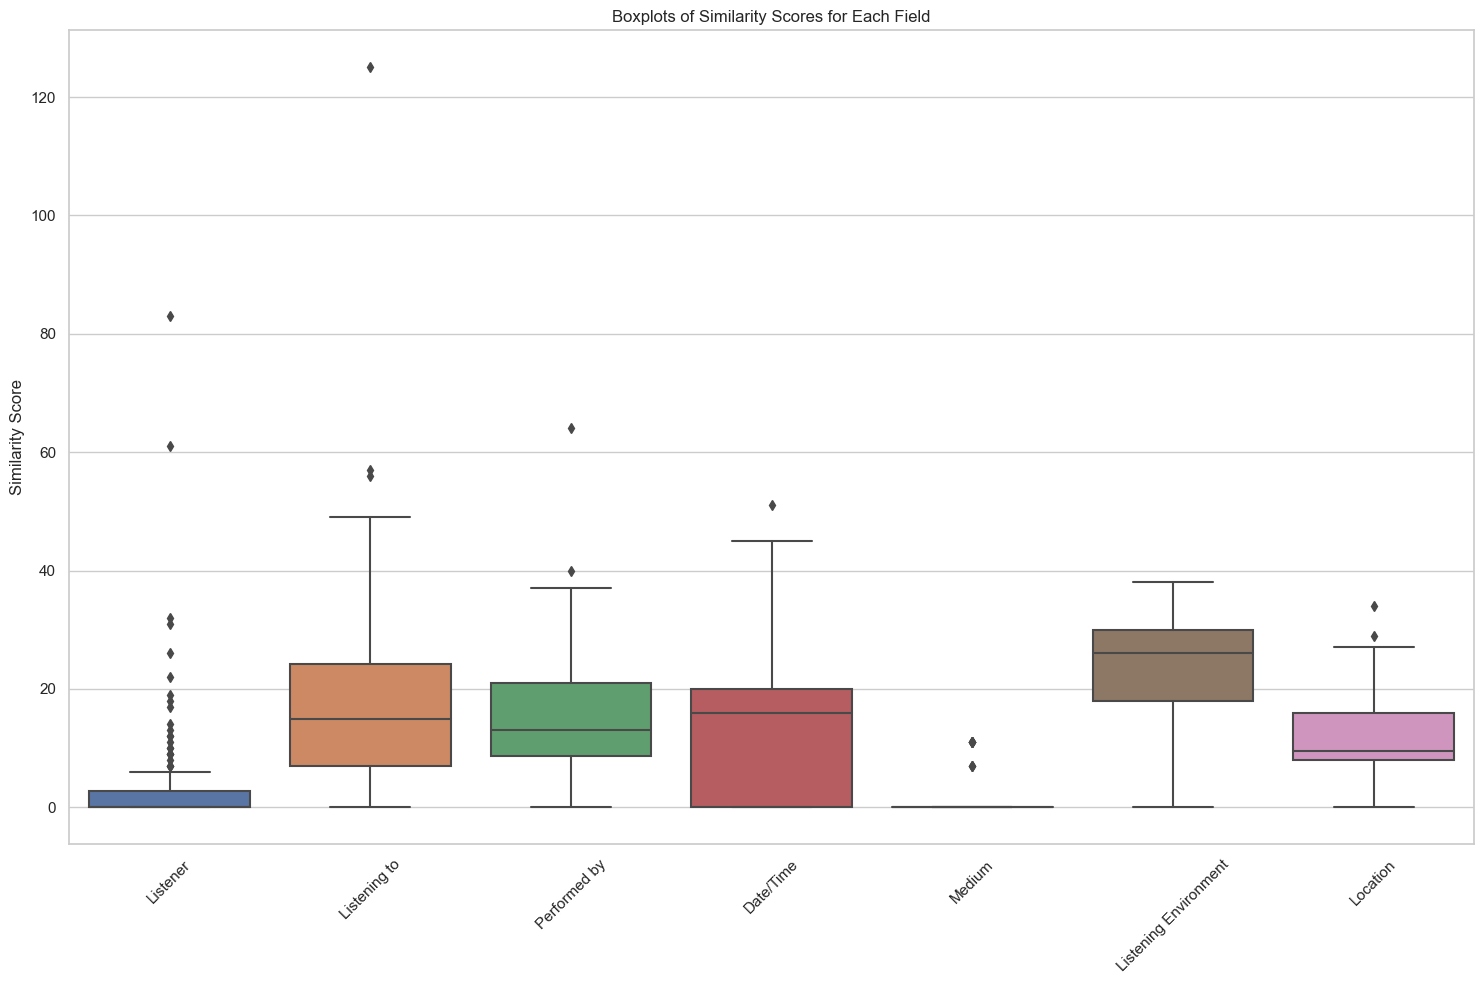 Boxplots of Similarity Scores for Each Field
120
100
80
60
40
20
0
Similarity Score
Listener
Listening to
Performed by
Date/Time
Medium
Listening Environment
Location